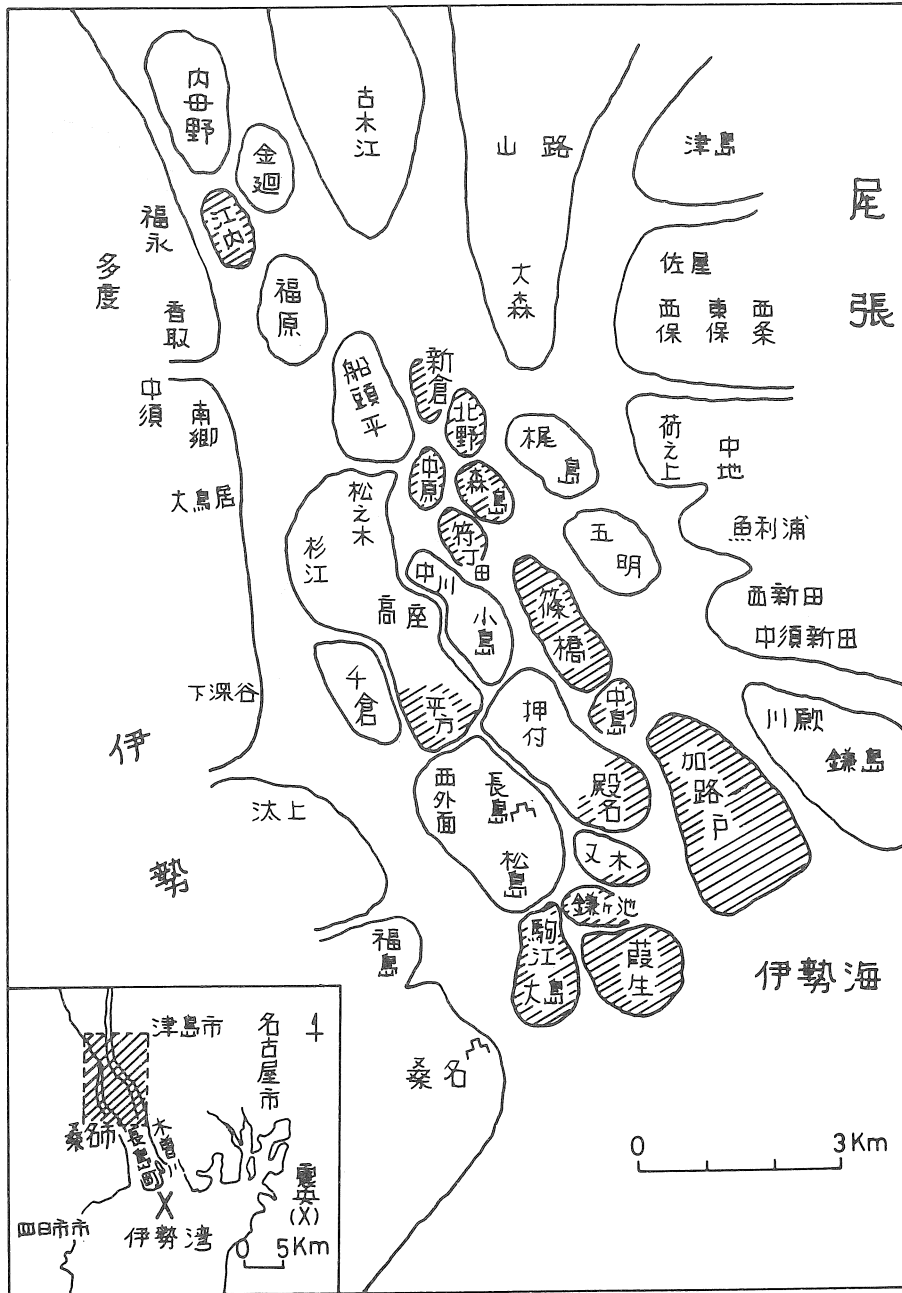 内母野
古木江
金廻
江内
福永
多度
香取
福原
山路
津島
尾張
佐屋
西保
東保
西条
大森
中須
南郷
大鳥居
船頭平
新倉
北野
梶島
荷之上
中地
中原
森島
松之木
杉江
符丁田
五明
魚利浦
中川
小島
高座
篠橋
西新田
中須新田
下深谷
千倉
平方
押付
中島
加路戸
川厩
鎌島
伊勢
汰上
西外面
長島
松島
殿名
又木
鎌ヶ池
駒江
大島
葭生
福島
伊勢海
桑名
0 3Km
津島市
名古屋市
桑名市
長島町
木曽川
震央
(X)
X
四日市市
伊勢湾
0 5Km